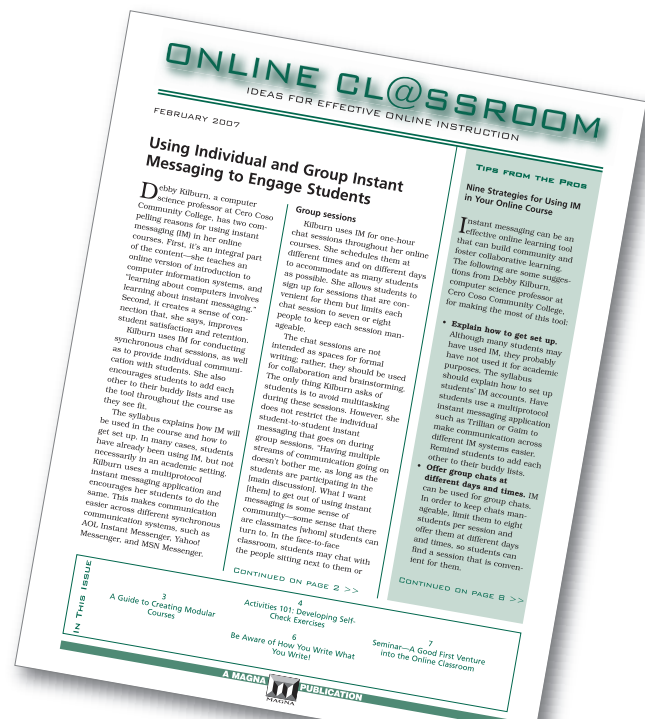 ONLINE CL@SSROOM
IDEAS FOR EFFECTIVE ONLINE INSTRUCTION
FEBRUARY 2007
Using Individual and Group Instant
Messaging to Engage Students
Debby Kilburn, a computer
science professor at Cero Coso
Community College, has two com-
pelling reasons for using instant
messaging (IM) in her online
courses. First, it's an integral part
of the content—she teaches an
online version of introduction to
computer information systems, and
"learning about computers involves
learning about instant messaging."
Second, it creates a sense of con-
nection that, she says, improves
student satisfaction and retention.
Kilburn uses IM for conducting
synchronous chat sessions, as well
as to provide individual communi-
cation with students. She also
encourages students to add each
other to their buddy lists and use
the tool throughout the course as
they see fit.
The syllabus explains how IM will
be used in the course and how to
get set up. In many cases, students
have already been using IM, but not
necessarily in an academic setting.
Kilburn uses a multiprotocol
instant messaging application and
encourages her students to do the
same. This makes communication
easier across different synchronous
communication systems, such as
AOL Instant Messenger, Yahoo!
Messenger, and MSN Messenger.
Group sessions
Kilburn uses IM for one-hour
chat sessions throughout her online
courses. She schedules them at
different times and on different days
to accommodate as many students
as possible. She allows students to
sign up for sessions that are con-
venient for them but limits each
chat session to seven or eight
people to keep each session man-
ageable.
The chat sessions are not
intended as spaces for formal
writing; rather, they should be used
for collaboration and brainstorming.
The only thing Kilburn asks of
students is to avoid multitasking
during these sessions. However, she
does not restrict the individual
student-to-student instant
messaging that goes on during
group sessions. "Having multiple
streams of communication going on
doesn't bother me, as long as the
students are participating in the
[main discussion]. What I want
[them] to get out of using instant
messaging is some sense of
community—some sense that there
are classmates [whom] students can
turn to. In the face-to-face
classroom, students may chat with
the people sitting next to them or
CONTINUED ON PAGE 2 >>
TIPS FROM THE PROS
Nine Strategies for Using IM
in Your Online Course
Instant messaging can be an
effective online learning tool
that can build community and
foster collaborative learning.
The following are some sugges-
tions from Debby Kilburn,
computer science professor at
Cero Coso Community College,
for making the most of this tool:
• Explain how to get set up.
Although many students may
have used IM, they probably
have not used it for academic
purposes. The syllabus
should explain how to set up
students' IM accounts. Have
students use a multiprotocol
instant messaging application
such as Trillian or Gaim to
make communication across
different IM systems easier.
Remind students to add each
other to their buddy lists.
• Offer group chats at
different days and times. IM
can be used for group chats.
In order to keep chats man-
ageable, limit them to eight
students per session and
offer them at different days
and times, so students can
find a session that is conven-
ient for them.
CONTINUED ON PAGE 8 >>
IN THIS ISSUE
3
A Guide to Creating Modular
Courses
4
Activities 101: Developing Self-
Check Exercises
6
Be Aware of How You Write What
You Write!
7
Seminar—A Good First Venture
into the Online Classroom
A MAGNA PUBLICATION
MAGNA